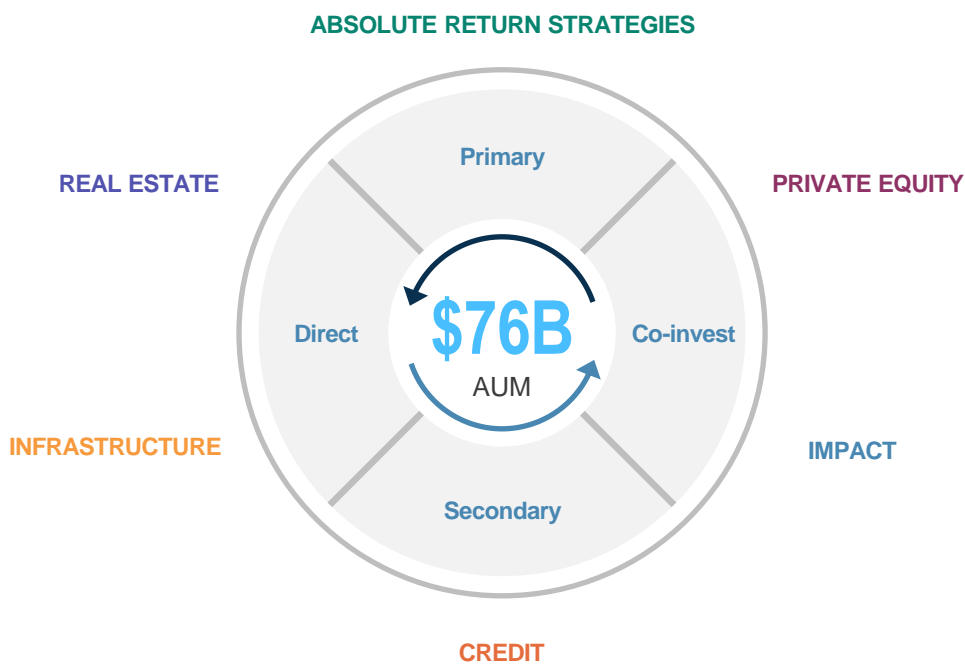 ABSOLUTE RETURN STRATEGIES
Primary
REAL ESTATE
PRIVATE EQUITY
Direct
$76B
AUM
Co-invest
INFRASTRUCTURE
IMPACT
Secondary
CREDIT